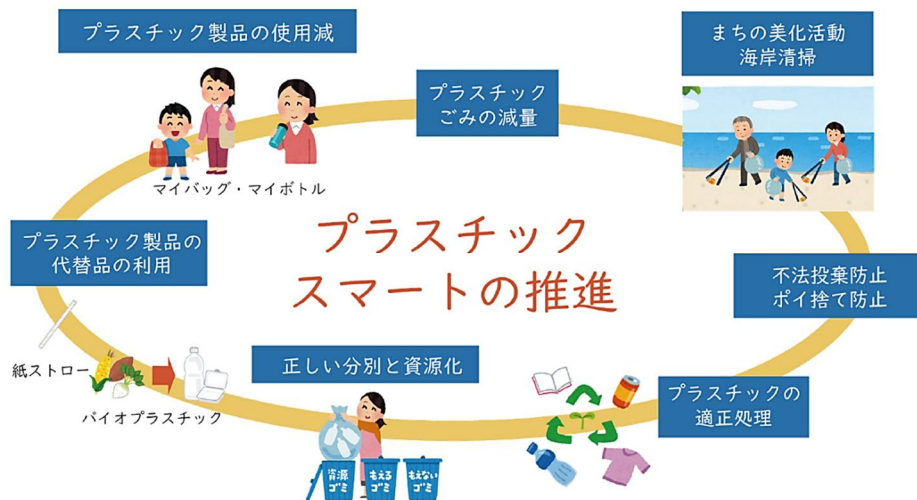 プラスチック製品の使用減
マイバッグ・マイボトル
プラスチック
ごみの減量
まちの美化活動
海岸清掃
プラスチック製品の
代替品の利用
プラスチック
スマートの推進
不法投棄防止
ポイ捨て防止
紙ストロー
バイオプラスチック
正しい分別と資源化
資源
ゴミ
もえる
ゴミ
もえない
ゴミ
プラスチックの
適正処理